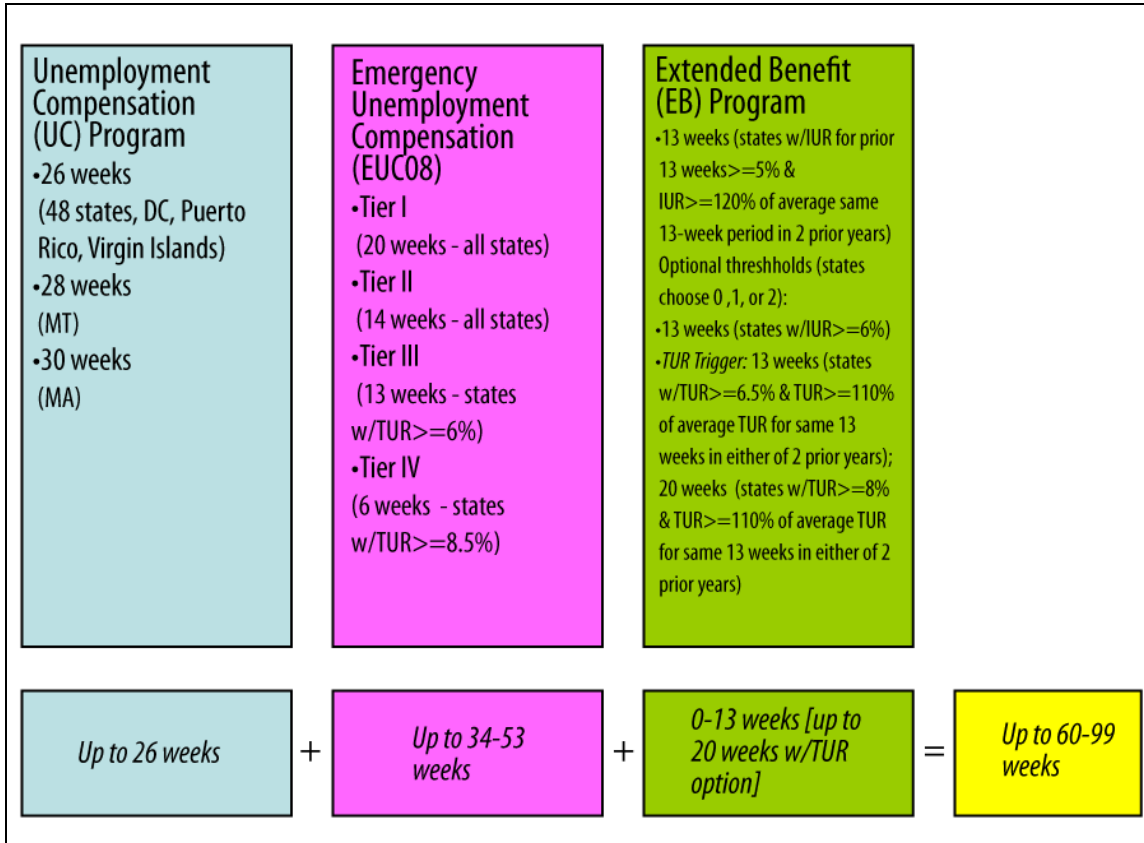 Unemployment
Compensation
(UC) Program
•26 weeks
(48 states, DC, Puerto
Rico, Virgin Islands)
•28 weeks
(MT)
•30 weeks
(MA)
Emergency
Unemployment
Compensation
(EUC08)
•Tier I
(20 weeks - all states)
•Tier II
(14 weeks - all states)
•Tier III
(13 weeks - states
w/TUR>=6%)
•Tier IV
(6 weeks - states
w/TUR>=8.5%)
Extended Benefit
(EB) Program
•13 weeks (states w/IUR for prior
13 weeks>=5% &
IUR>=120% of average same
13-week period in 2 prior years)
Optional threshholds (states
choose 0 ,1, or 2):
•13 weeks (states w/IUR>=6%)
•TUR Trigger: 13 weeks (states
w/TUR>=6.5% & TUR>=110%
of average TUR for same 13
weeks in either of 2 prior years);
20 weeks (states w/TUR>=8%
& TUR>=110% of average TUR
for same 13 weeks in either of 2
prior years)
Up to 26 weeks
+
Up to 34-53
weeks
+
0-13 weeks [up to
20 weeks w/TUR
option]
=
Up to 60-99
weeks